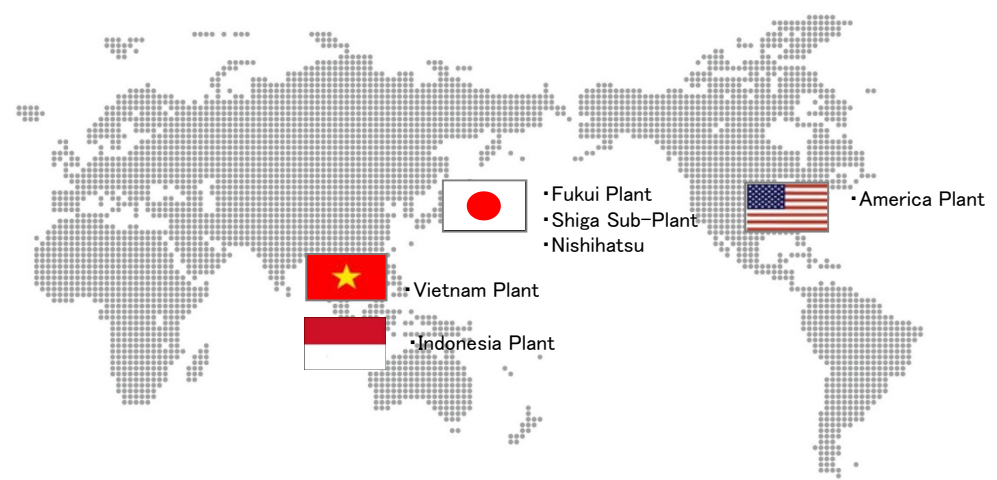 ・Fukui Plant
・Shiga Sub-Plant
・Nishihatsu
・America Plant
・Vietnam Plant
・Indonesia Plant